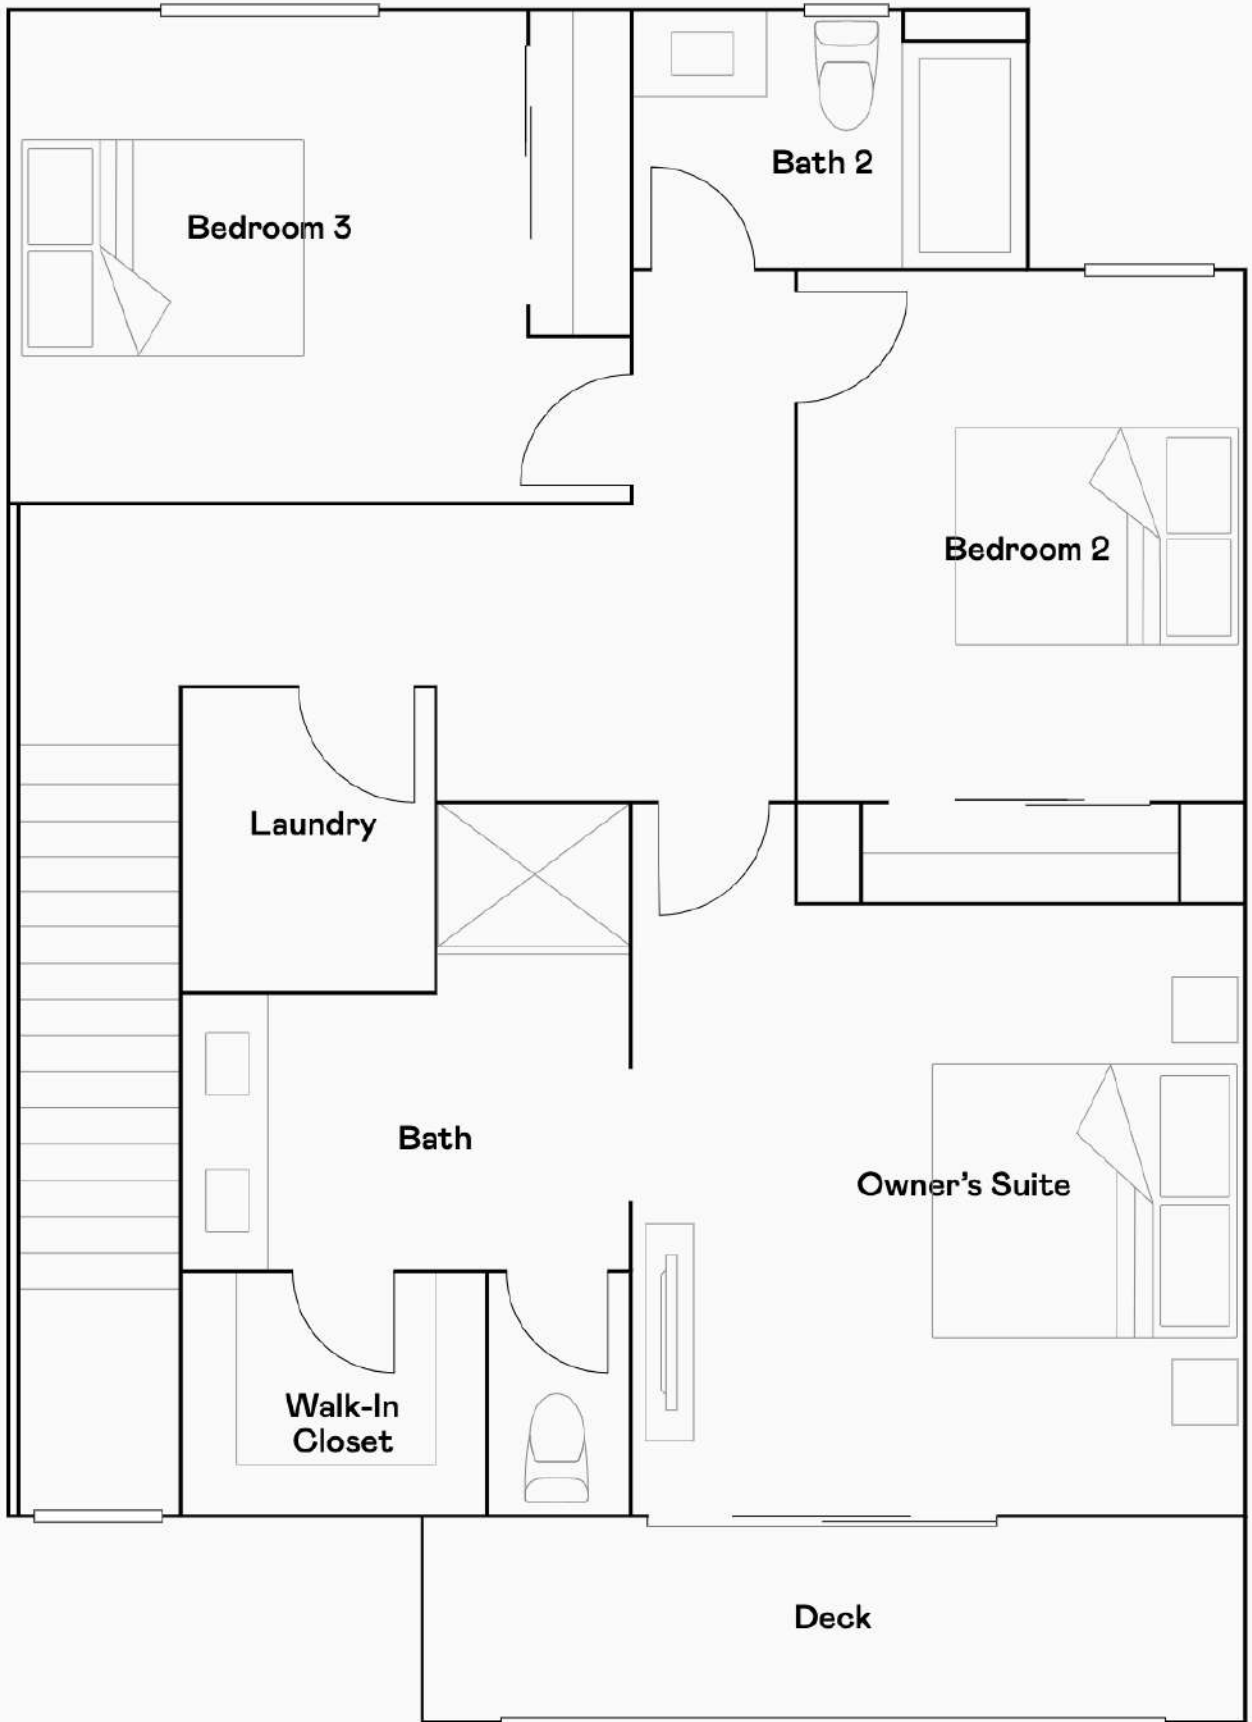 Bath 2
Bedroom 3
Bedroom 2
Laundry
Bath
Owner's Suite
Walk-In
Closet
Deck